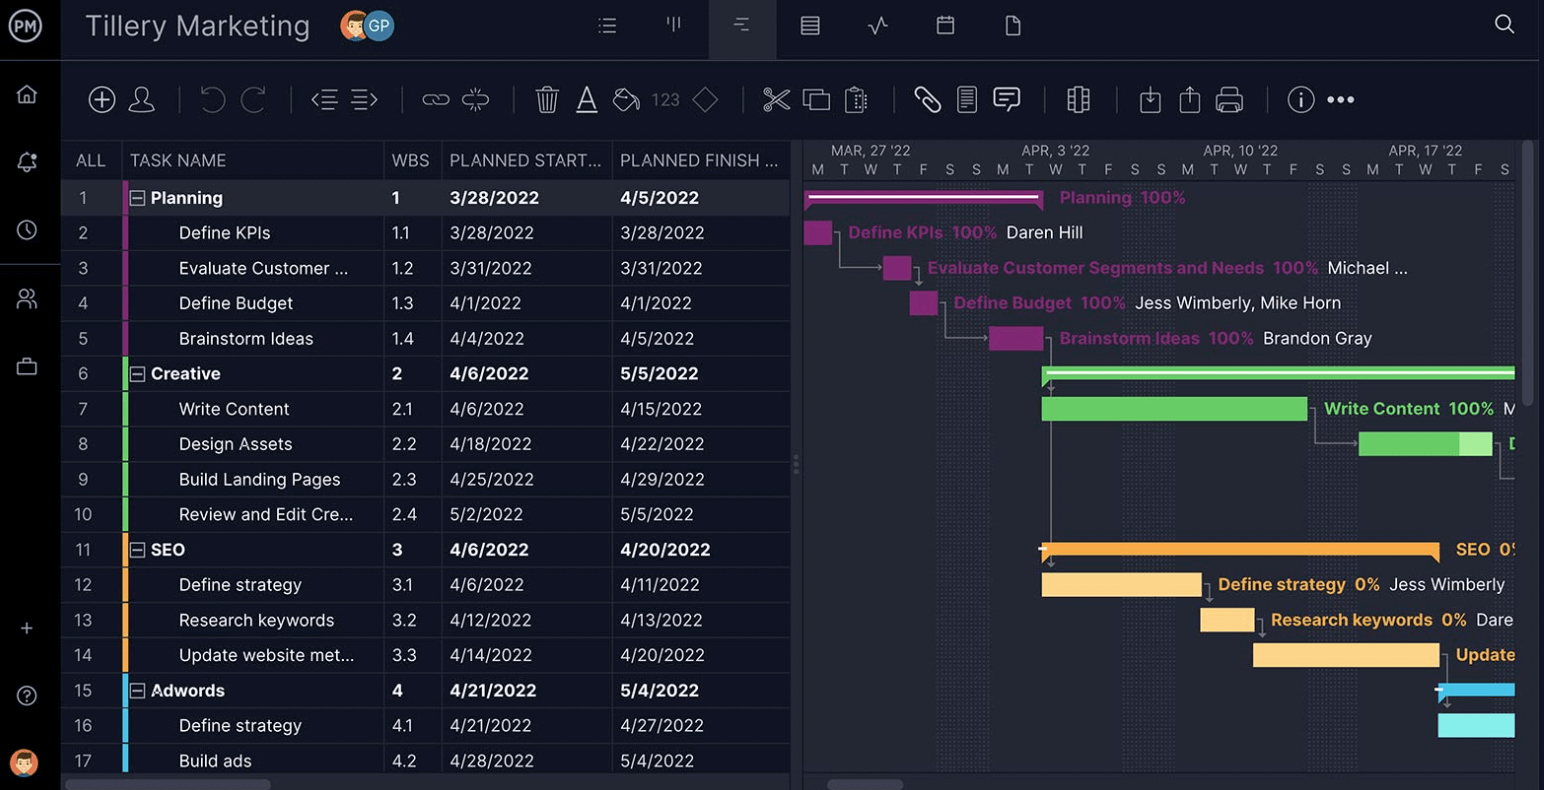 PM
Tillery Marketing
GP
123
ALL TASK NAME WBS PLANNED START... PLANNED FINISH ...
MAR, 27 '22 APR, 3 '22 APR, 10 '22 APR, 17 '22
M T W T F S S M T W T F S S M T W T F S S M T W T F S
1 Planning 1 3/28/2022 4/5/2022 Planning 100%
2 Define KPIs 1.1 3/28/2022 3/28/2022 Define KPIs 100% Daren Hill
3 Evaluate Customer ... 1.2 3/31/2022 3/31/2022 Evaluate Customer Segments and Needs 100% Michael ...
4 Define Budget 1.3 4/1/2022 4/1/2022 Define Budget 100% Jess Wimberly, Mike Horn
5 Brainstorm Ideas 1.4 4/4/2022 4/5/2022 Brainstorm Ideas 100% Brandon Gray
6 Creative 2 4/6/2022 5/5/2022
7 Write Content 2.1 4/6/2022 4/15/2022 Write Content 100% M
8 Design Assets 2.2 4/18/2022 4/22/2022 D
9 Build Landing Pages 2.3 4/25/2022 4/29/2022
10 Review and Edit Cre... 2.4 5/2/2022 5/5/2022
11 SEO 3 4/6/2022 4/20/2022 SEO 0%
12 Define strategy 3.1 4/6/2022 4/11/2022 Define strategy 0% Jess Wimberly
13 Research keywords 3.2 4/12/2022 4/13/2022 Research keywords 0% Dare
14 Update website met... 3.3 4/14/2022 4/20/2022 Update
15 Adwords 4 4/21/2022 5/4/2022
16 Define strategy 4.1 4/21/2022 4/27/2022
17 Build ads 4.2 4/28/2022 5/4/2022